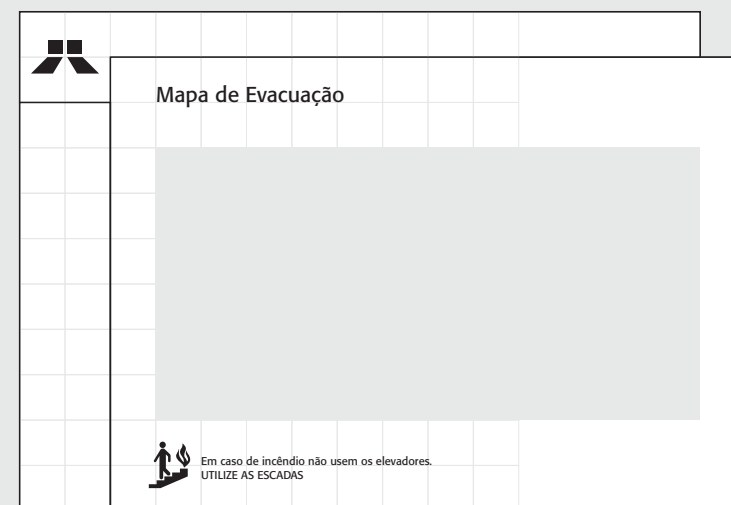 Mapa de Evacuação
Em caso de incêndio não usem os elevadores.
UTILIZE AS ESCADAS